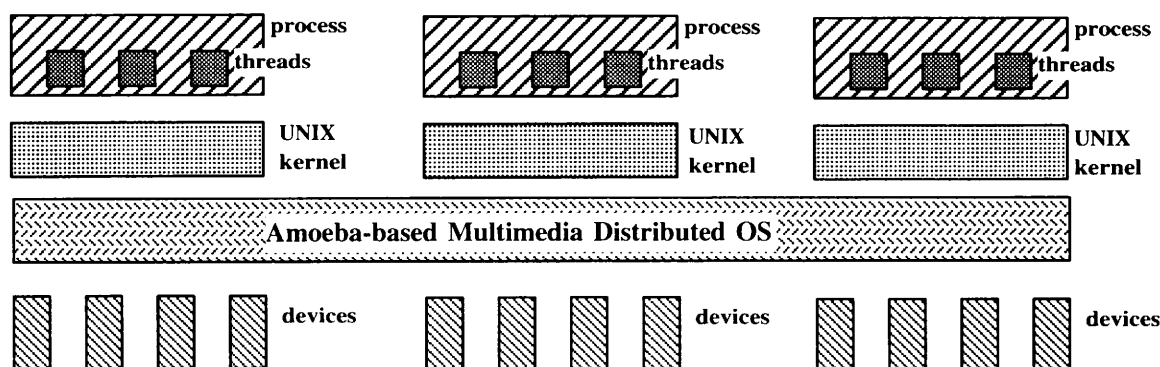 process
process
process
threads
threads
threads
UNIX
kernel
UNIX
kernel
UNIX
kernel
Amoeba-based Multimedia Distributed OS
devices
devices
devices